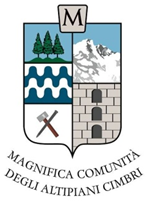 M
MAGNIFICA COMUNITÀ
DEGLI ALTIPIANI CIMBRI